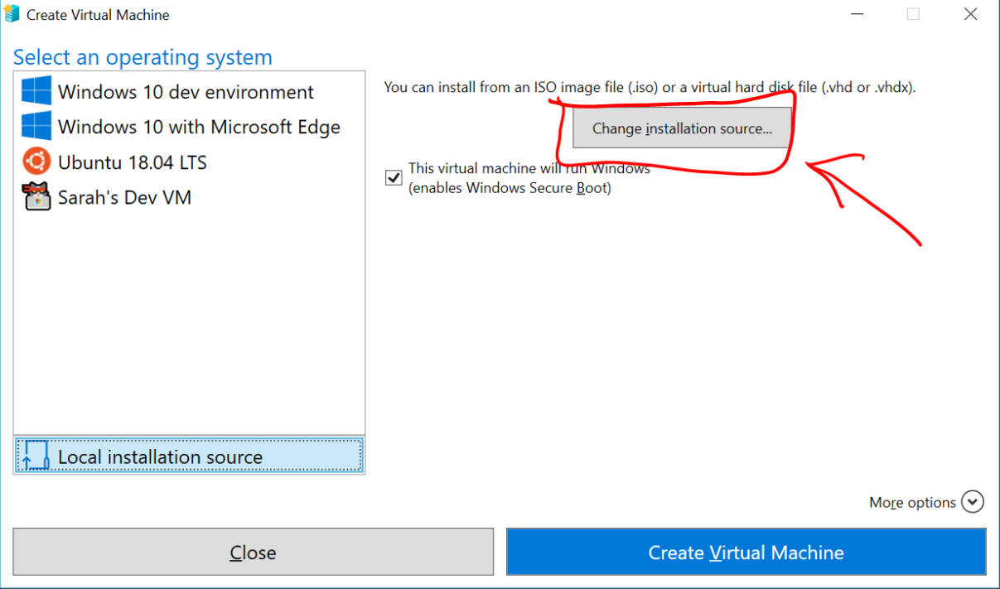 Create Virtual Machine
Select an operating system
Windows 10 dev environment
Windows 10 with Microsoft Edge
Ubuntu 18.04 LTS
Sarah's Dev VM
Local installation source
You can install from an ISO image file (.iso) or a virtual hard disk file (.vhd or .vhdx).
Change installation source...
This virtual machine will run Windows
(enables Windows Secure Boot)
More options
Close
Create Virtual Machine